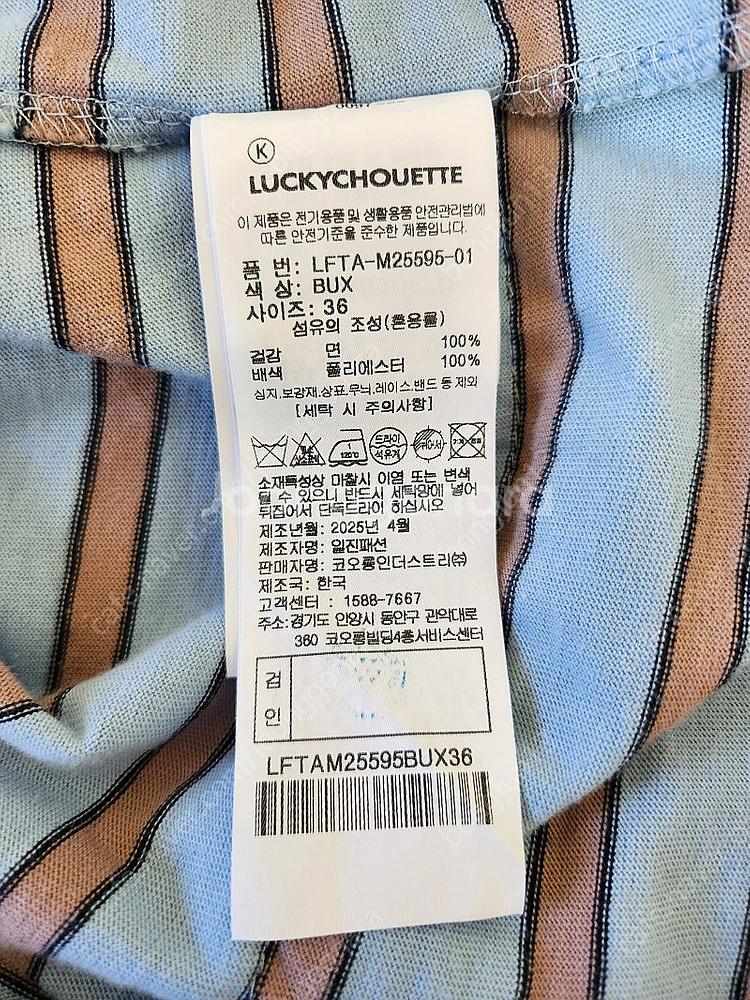 K
LUCKYCHOUETTE
이 제품은 전기용품 및 생활용품 안전관리법에
따른 안전기준을 준수한 제품입니다.
품 번: LFTA-M25595-01
색 상: BUX
사이즈: 36
섬유의 조성(혼용률)
겉감 면 100%
배색 폴리에스터 100%
심지,보강재,상표,무늬,레이스,밴드 등 제외
[세탁 시 주의사항]
120℃
드라이
석유계
소재특성상 마찰시 이염 또는 변색
될 수 있으니 반드시 세탁망에 넣어
뒤집어서 단독드라이 하십시오
제조년월: 2025년 4월
제조자명: 일진패션
판매자명: 코오롱인더스트리㈜
제조국: 한국
고객센터 : 1588-7667
주소:경기도 안양시 동안구 관악대로
360 코오롱빌딩4층서비스센터
검
인
LFTAM25595BUX36